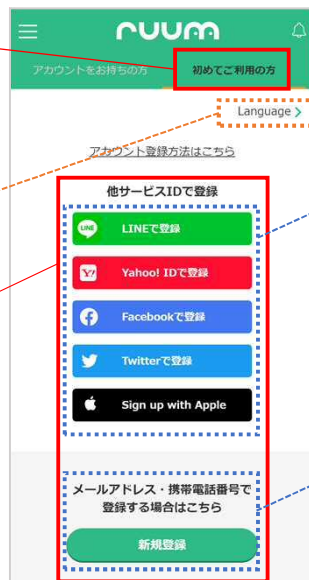 ruum
アカウントをお持ちの方
初めてご利用の方
Language
アカウント登録方法はこちら
他サービスIDで登録
LINE
LINEで登録
Y!
Yahoo! IDで登録
Facebookで登録
Twitterで登録
Sign up with Apple
メールアドレス・携帯電話番号で
登録する場合はこちら
新規登録